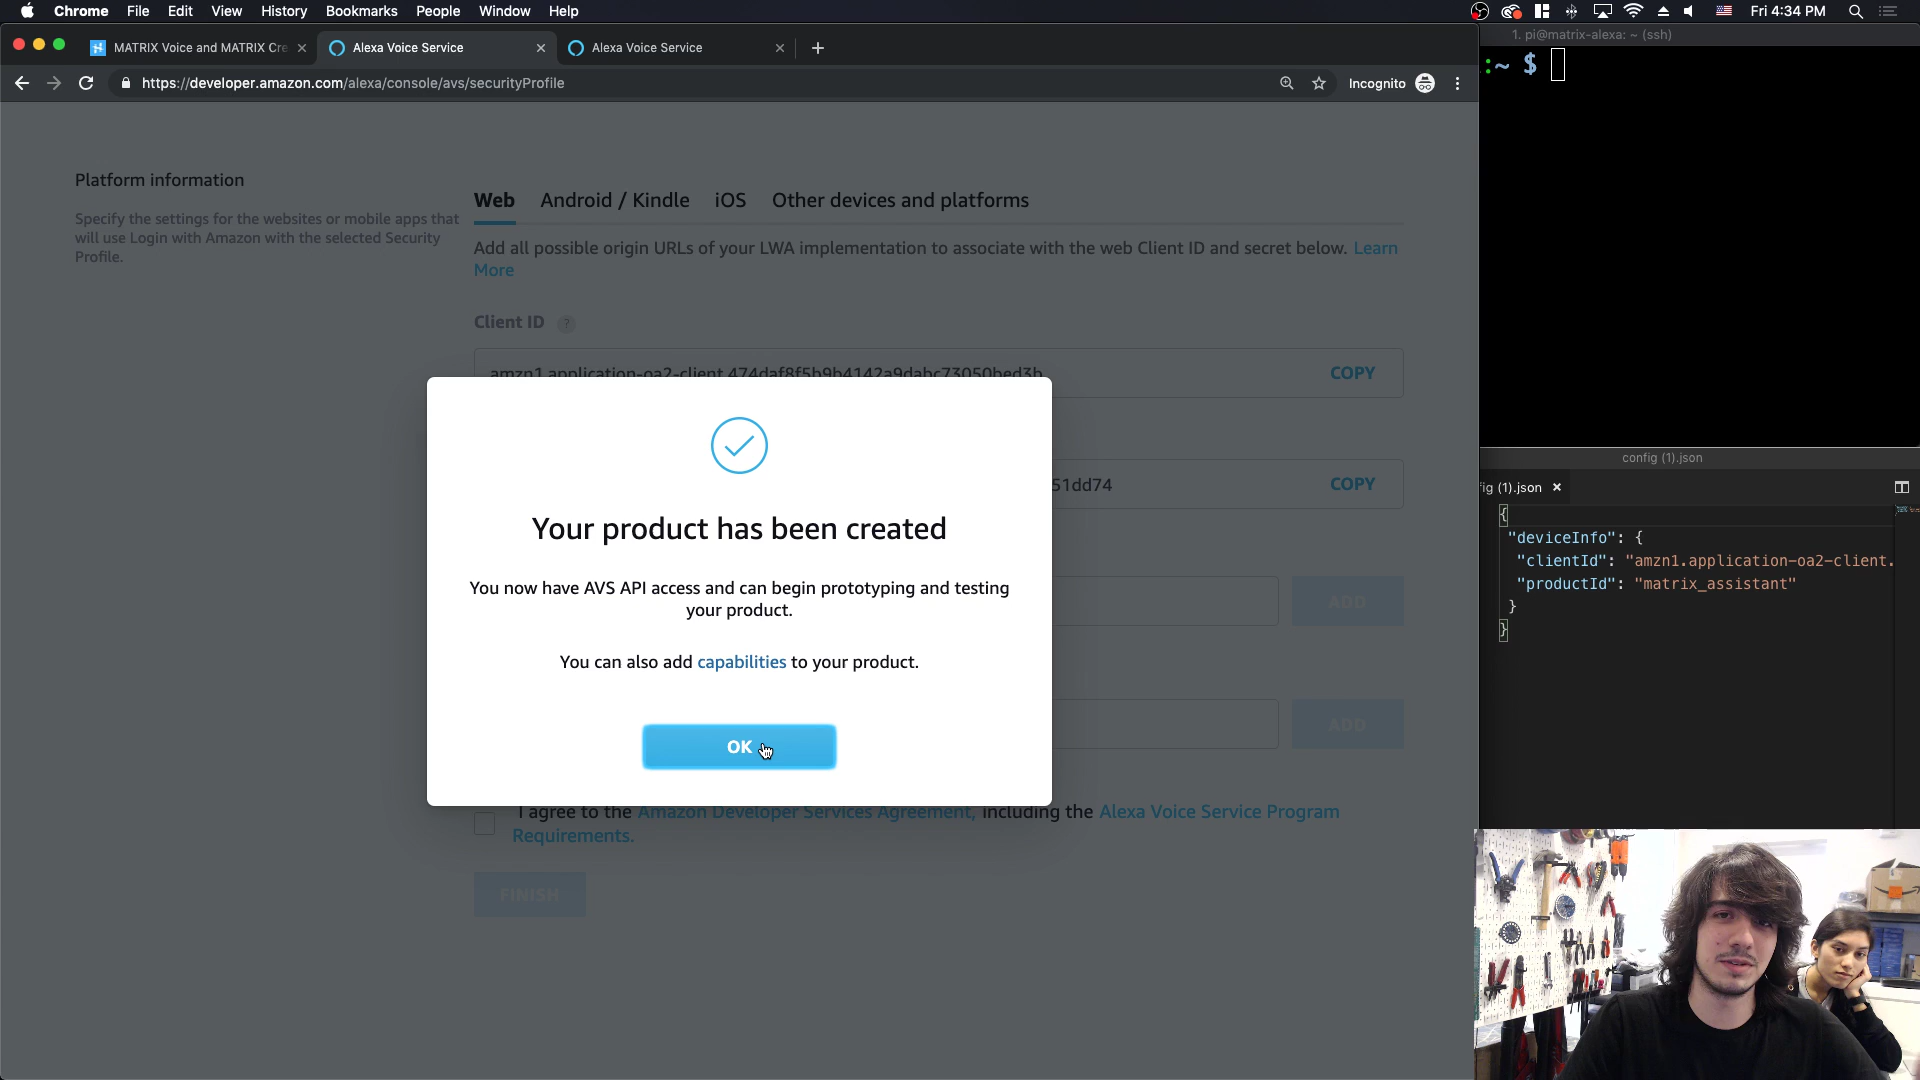 Chrome File Edit View History Bookmarks People Window Help
Fri 4:34 PM
MATRIX Voice and MATRIX Cre
Alexa Voice Service
Alexa Voice Service
1. pi@matrix-alexa: ~ (ssh)
https://developer.amazon.com/alexa/console/avs/securityProfile
Incognito
:~ $
Platform information
Specify the settings for the websites or mobile apps that
will use Login with Amazon with the selected Security
Profile.
Web Android / Kindle iOS Other devices and platforms
Add all possible origin URLs of your LWA implementation to associate with the web Client ID and secret below. Learn
More
Client ID ?
amzn1.application-oa2-client.474daf8f5b9b4142a9dabc73050bed3b
COPY
51dd74
COPY
ADD
ADD
Your product has been created
You now have AVS API access and can begin prototyping and testing
your product.
You can also add capabilities to your product.
OK
I agree to the Amazon Developer Services Agreement, including the Alexa Voice Service Program
Requirements.
FINISH
config (1).json
ig (1).json
{
"deviceInfo": {
"clientId": "amzn1.application-oa2-client.
"productId": "matrix_assistant"
}
}